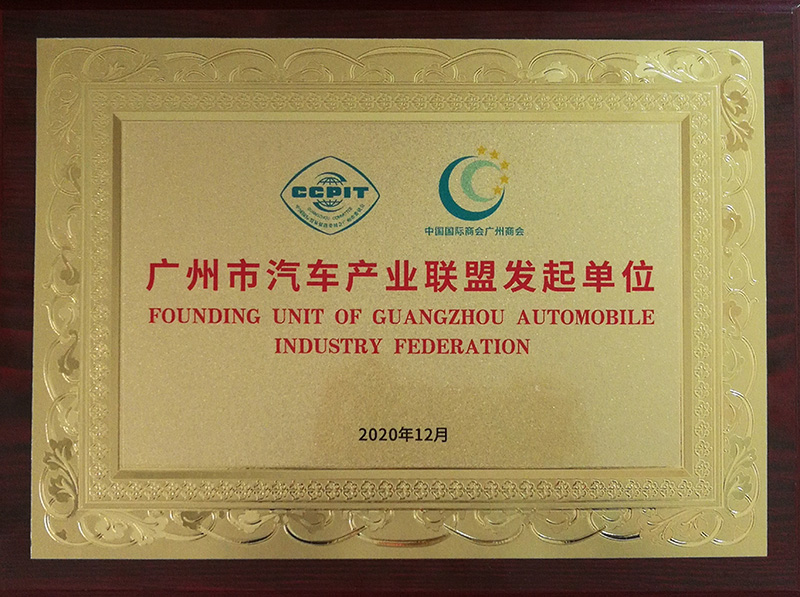 CCPIT
GUANGZHOU COMMITTEE
中国国际商会广州商会
广州市汽车产业联盟发起单位
FOUNDING UNIT OF GUANGZHOU AUTOMOBILE
INDUSTRY FEDERATION
2020年12月